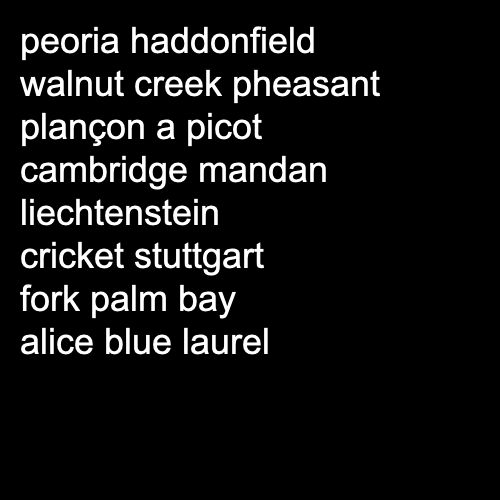 peoria haddonfield
walnut creek pheasant
plançon a picot
cambridge mandan
liechtenstein
cricket stuttgart
fork palm bay
alice blue laurel